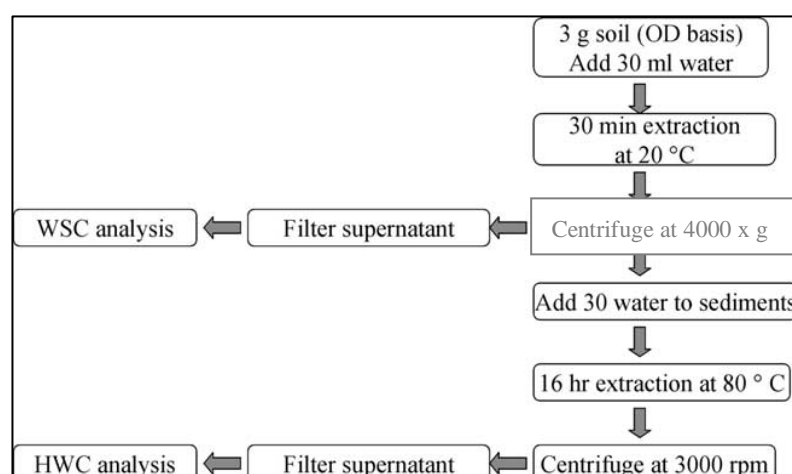 3 g soil (OD basis)
Add 30 ml water
30 min extraction
at 20 °C
WSC analysis
Filter supernatant
Centrifuge at 4000 x g
Add 30 water to sediments
16 hr extraction at 80 ° C
HWC analysis
Filter supernatant
Centrifuge at 3000 rpm